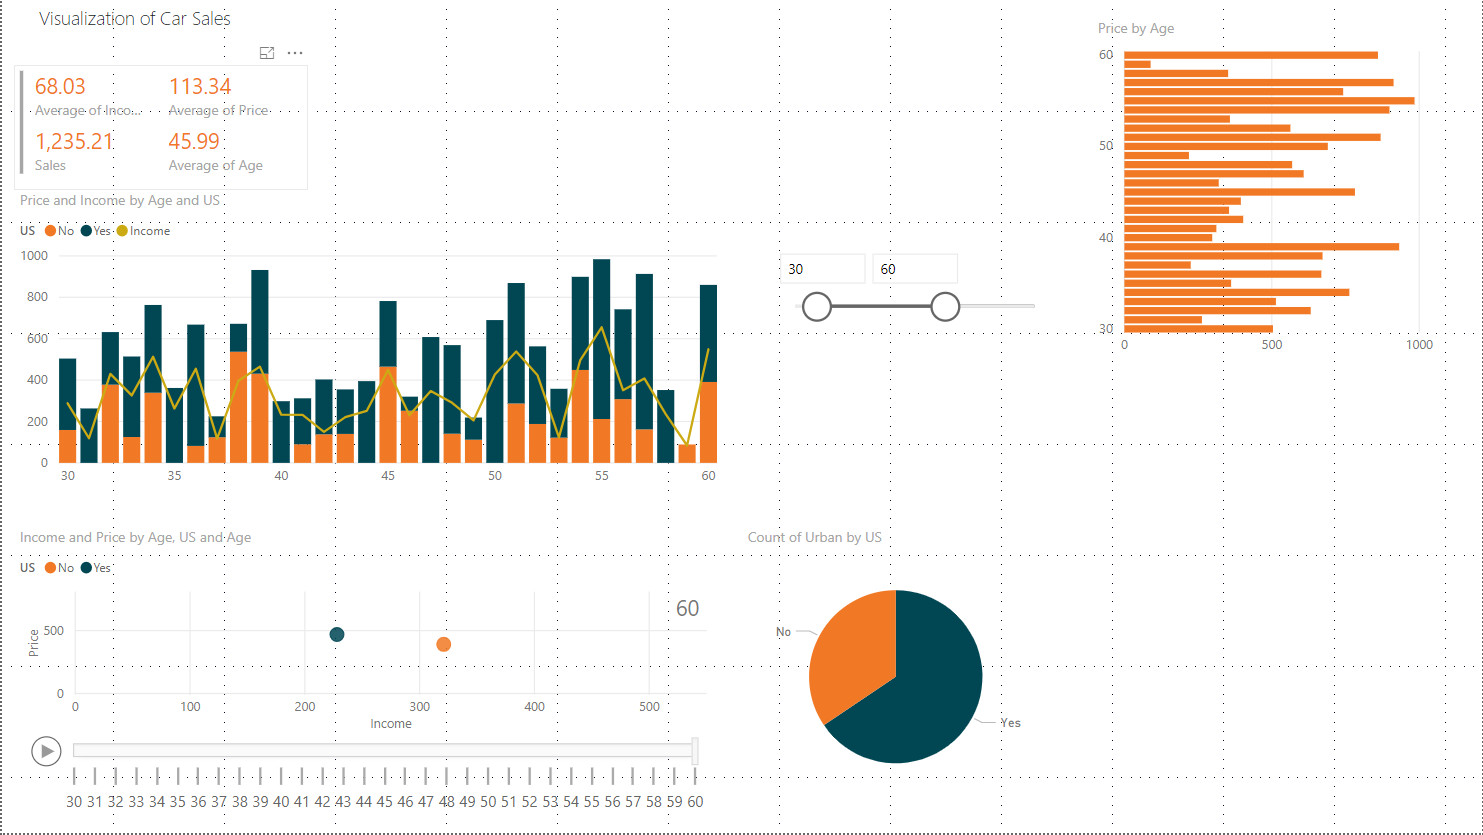 Visualization of Car Sales
68.03 113.34
Average of Inco... Average of Price
1,235.21 45.99
Sales Average of Age
Price and Income by Age and US
US No Yes Income
1000
800
600
400
200
0
30 35 40 45 50 55 60
30 60
Price by Age
60
50
40
30
0 500 1000
Income and Price by Age, US and Age
US No Yes
60
Price
500
0
0 100 200 300 400 500
Income
30 31 32 33 34 35 36 37 38 39 40 41 42 43 44 45 46 47 48 49 50 51 52 53 54 55 56 57 58 59 60
Count of Urban by US
No
Yes